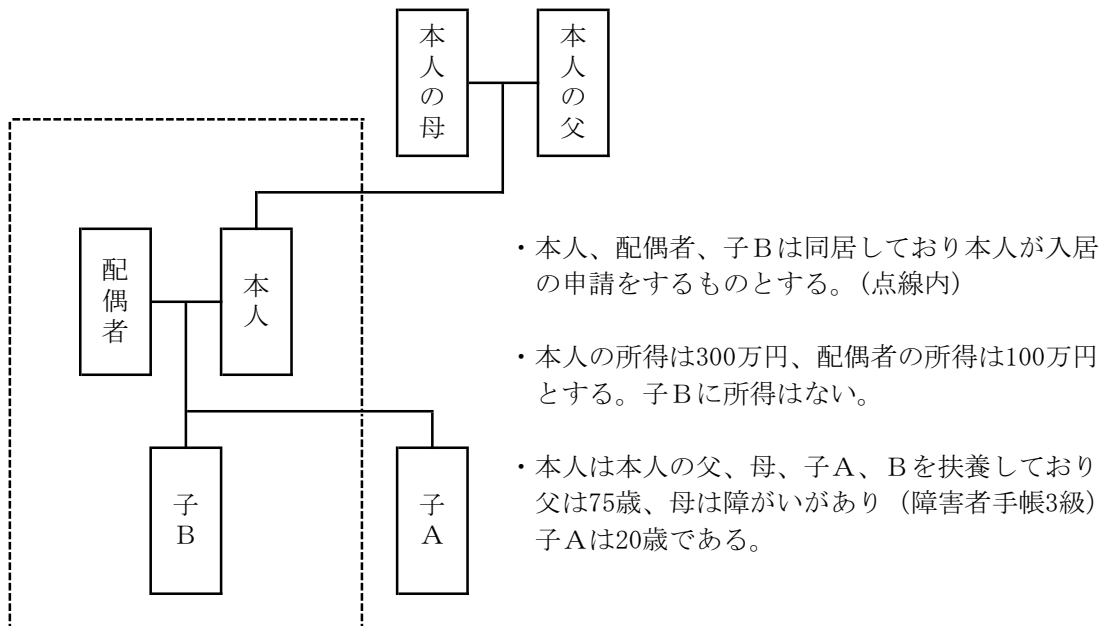 本人の母
本人の父
配偶者
本人
子B
子A
・本人、配偶者、子Bは同居しており本人が入居
の申請をするものとする。(点線内)
・本人の所得は300万円、配偶者の所得は100万円
とする。子Bに所得はない。
・本人は本人の父、母、子A、Bを扶養しており
父は75歳、母は障がいがあり（障害者手帳3級）
子Aは20歳である。